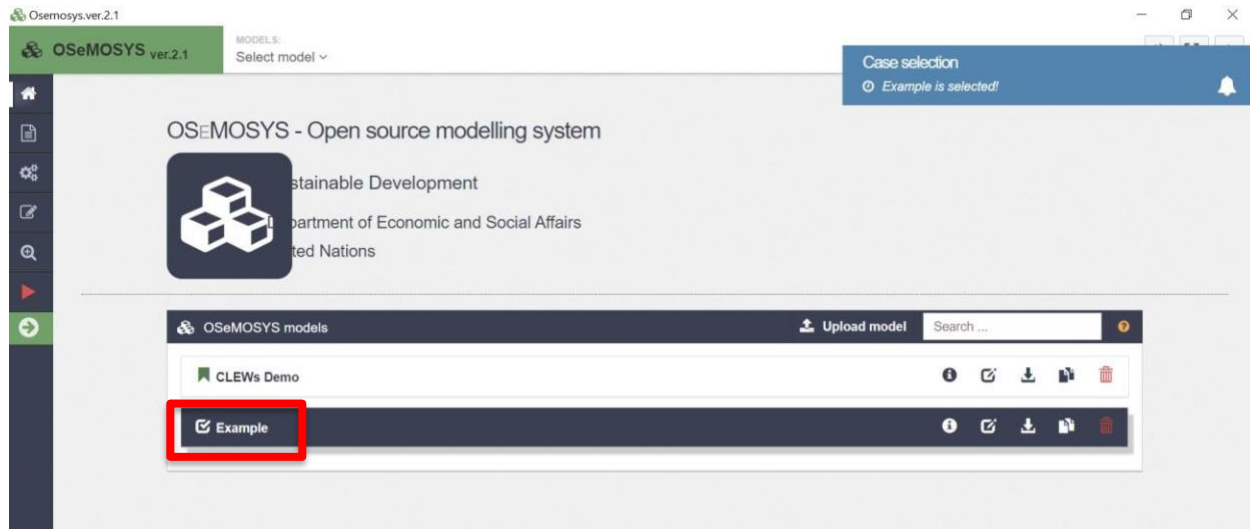 Osemosys.ver.2.1
OSeMOSYS ver.2.1
MODELS:
Select model
Case selection
Example is selected!
OSeMOSYS - Open source modelling system
stainable Development
partment of Economic and Social Affairs
ted Nations
OSeMOSYS models
Upload model
Search ...
CLEWs Demo
Example